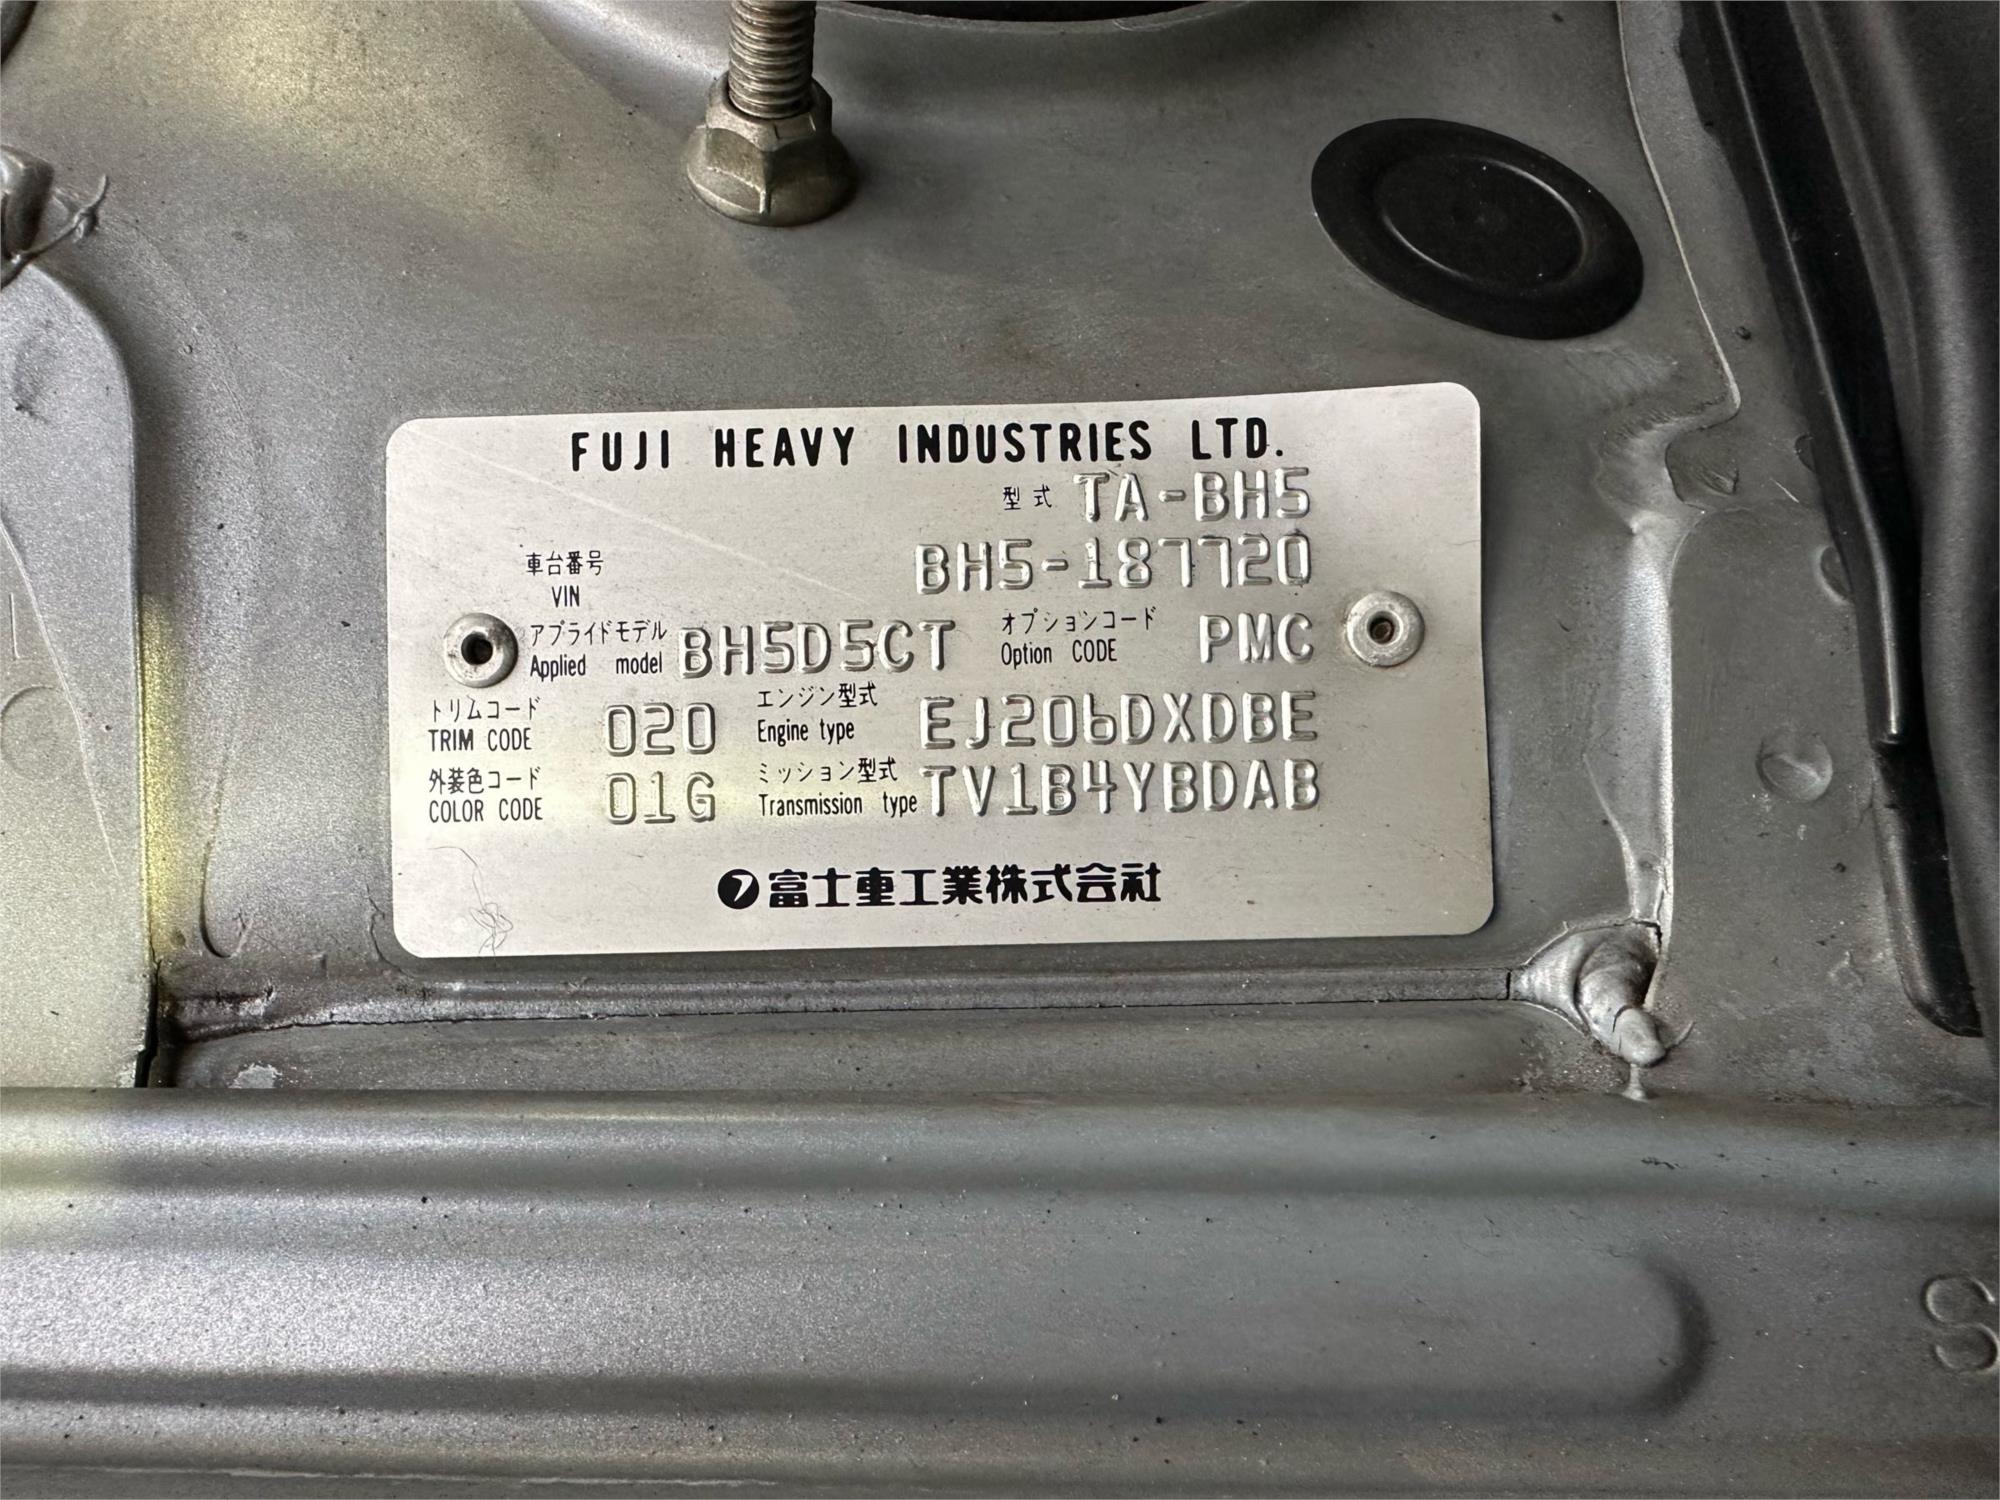 FUJI HEAVY INDUSTRIES LTD.
型式 TA-BH5
車台番号 VIN BH5-187720
アプライドモデル Applied model BH5D5CT オプションコード Option CODE PMC
トリムコード TRIM CODE 020 エンジン型式 Engine type EJ206DXDBE
外装色コード COLOR CODE 01G ミッション型式 Transmission type TV1B4YBDAB
富士重工業株式会社
S